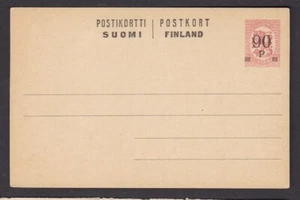 POSTIKORTTI POSTKORT
SUOMI FINLAND
90
P